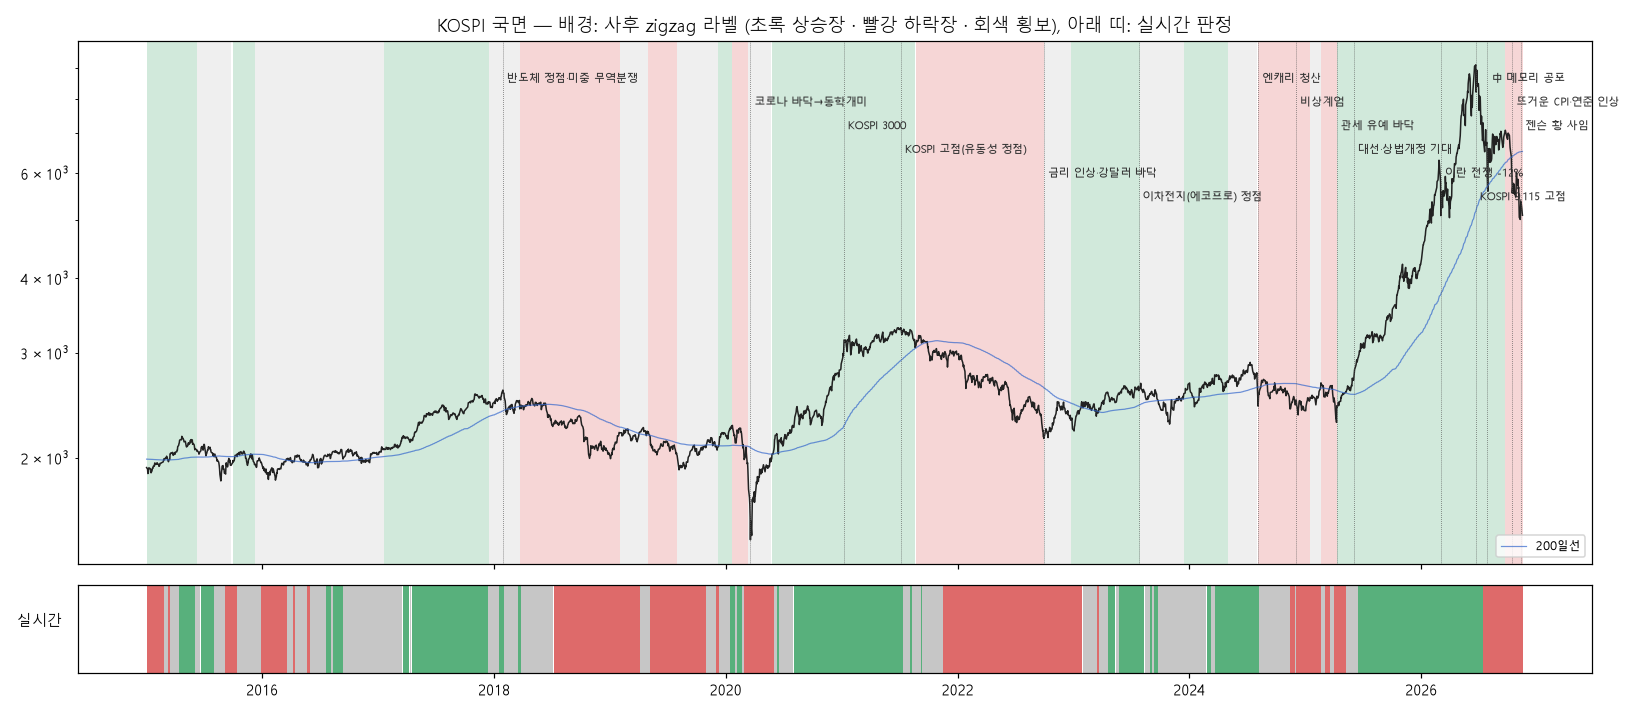 KOSPI 국면 — 배경: 사후 zigzag 라벨 (초록 상승장 · 빨강 하락장 · 회색 횡보), 아래 띠: 실시간 판정
반도체 정점·미중 무역분쟁
엔캐리 청산
中 메모리 공포
코로나 바닥→동학개미
비상계엄
뜨거운 CPI·연준 인상
KOSPI 3000
관세 유예 바닥
젠슨 황 사임
KOSPI 고점(유동성 정점)
대선·상법개정 기대
6 × 10³
금리 인상·강달러 바닥
이란 전쟁 -12%
이차전지(에코프로) 정점
KOSPI 9,115 고점
4 × 10³
3 × 10³
2 × 10³
200일선
실시간
2016
2018
2020
2022
2024
2026